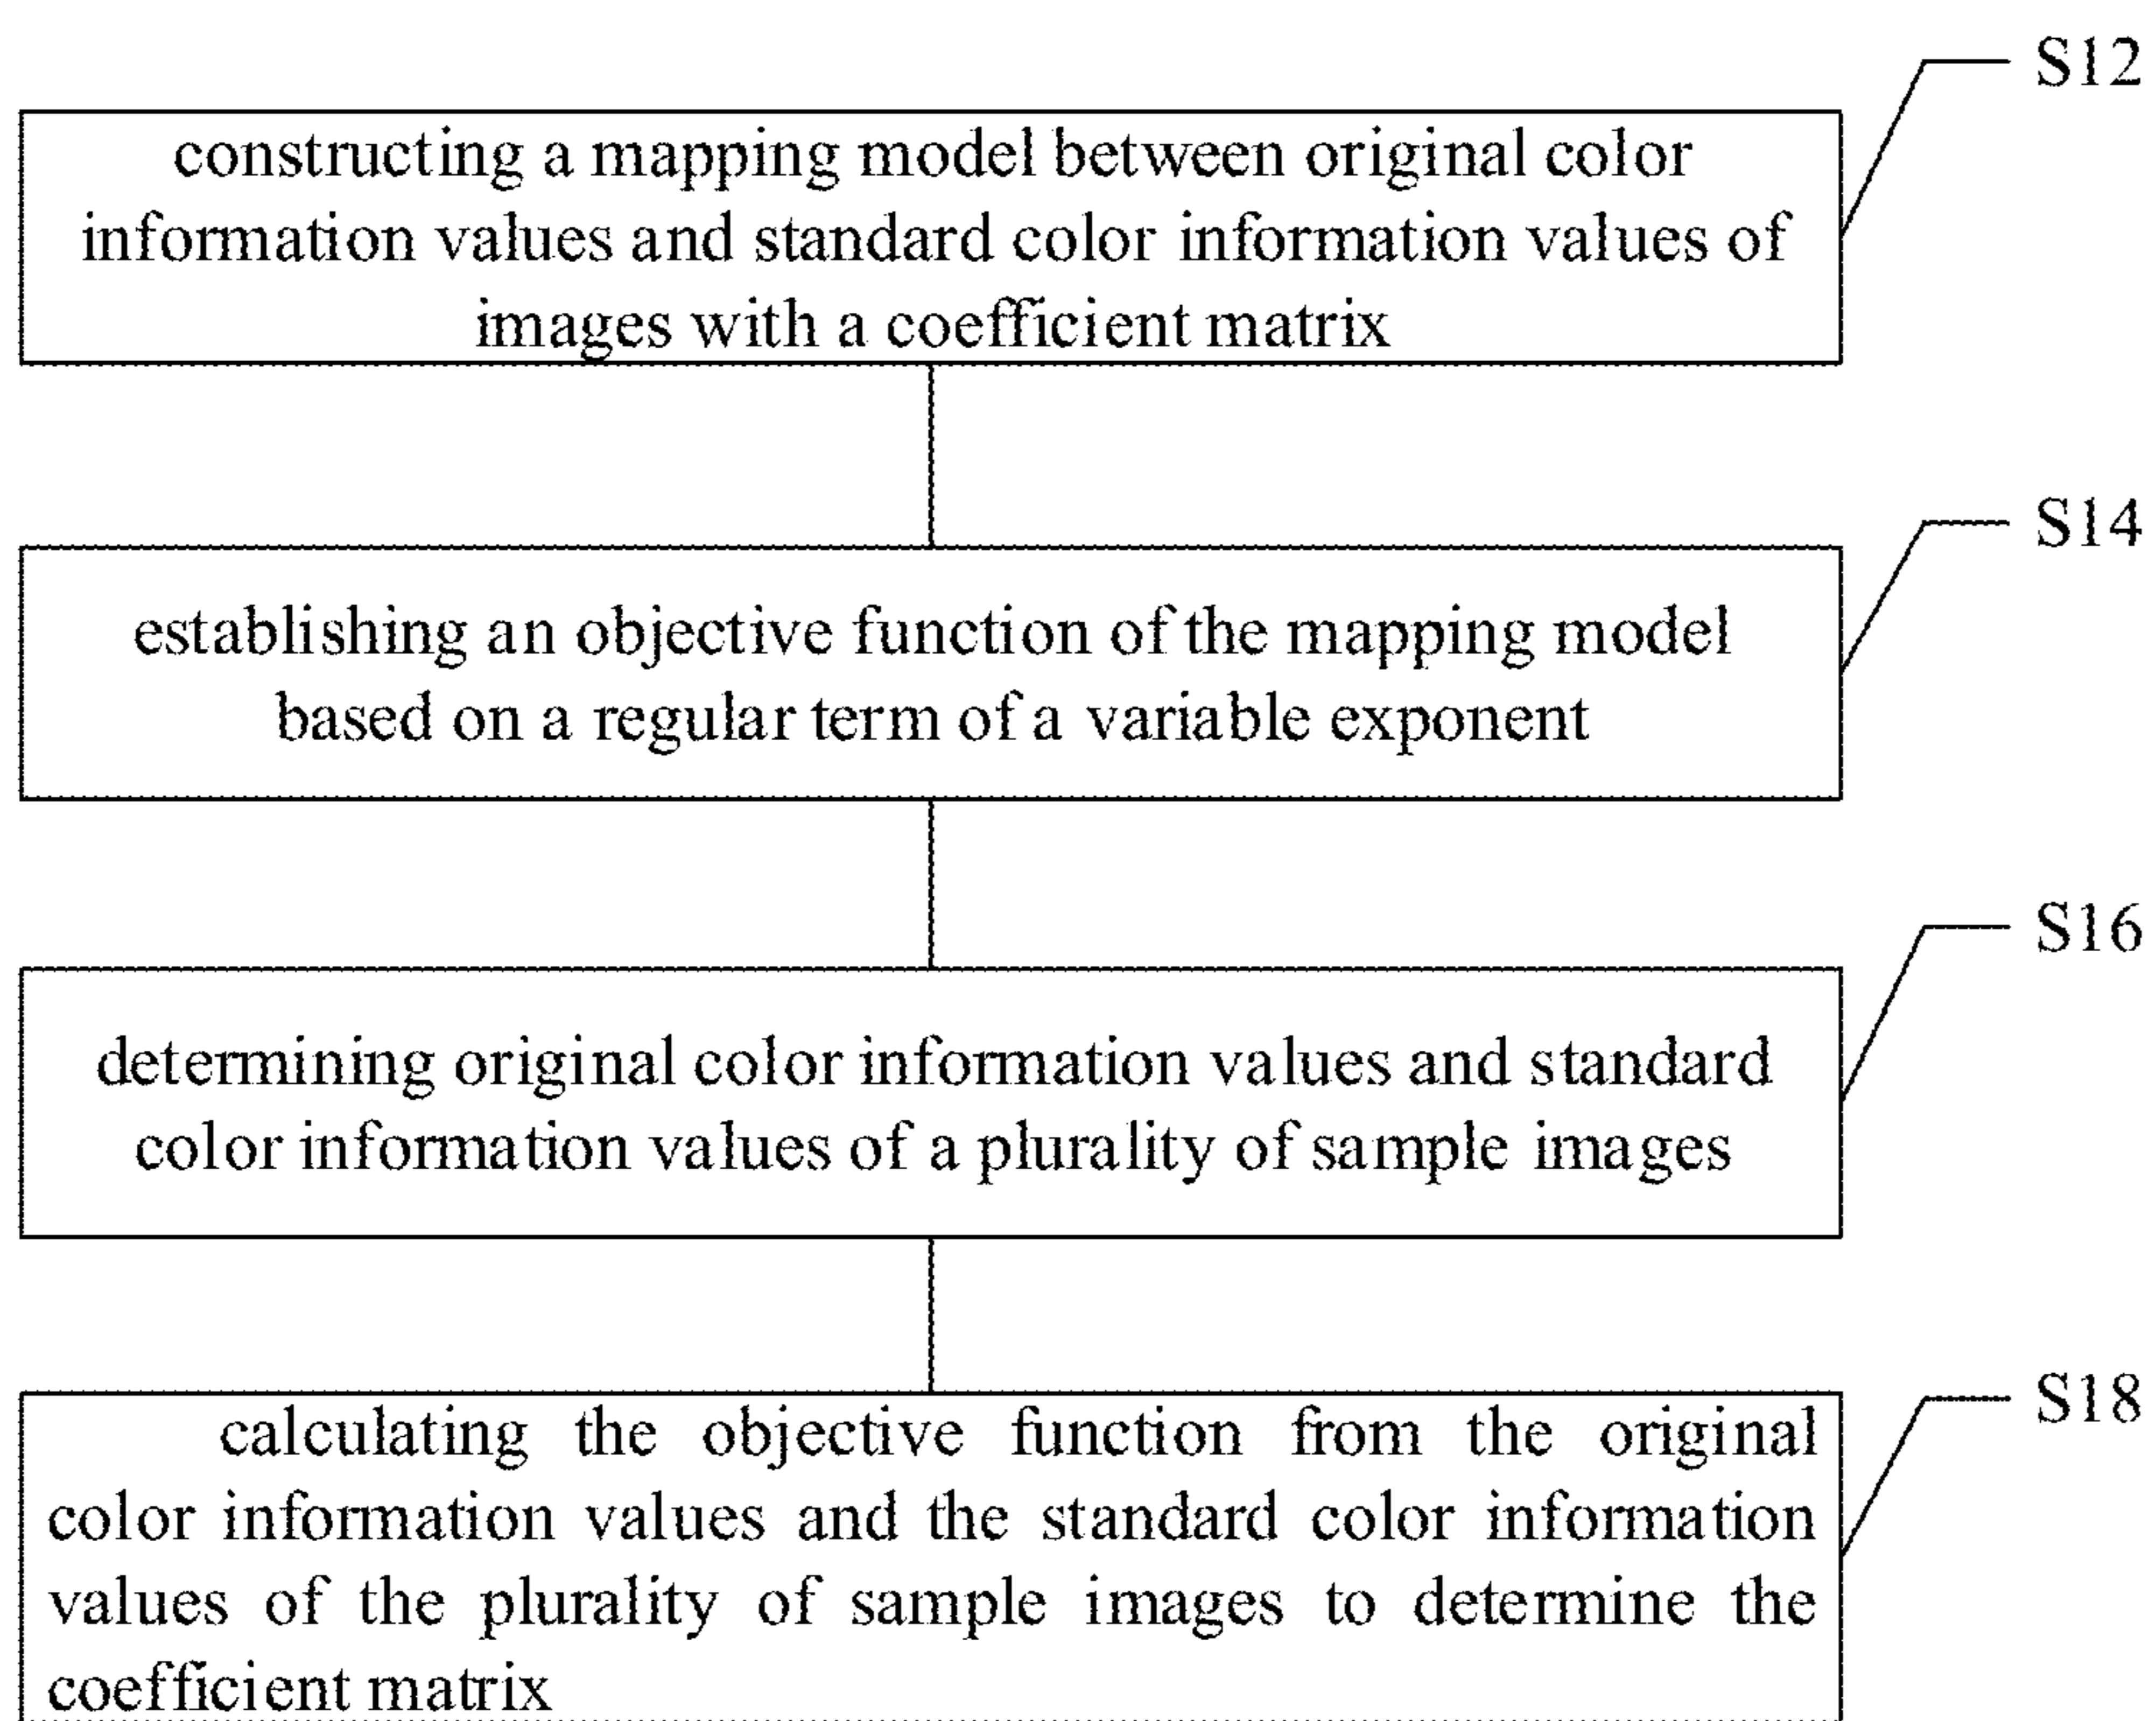 S12
constructing a mapping model between original color
information values and standard color information values of
images with a coefficient matrix
S14
establishing an objective function of the mapping model
based on a regular term of a variable exponent
S16
determining original color information values and standard
color information values of a plurality of sample images
S18
calculating the objective function from the original
color information values and the standard color information
values of the plurality of sample images to determine the
coefficient matrix